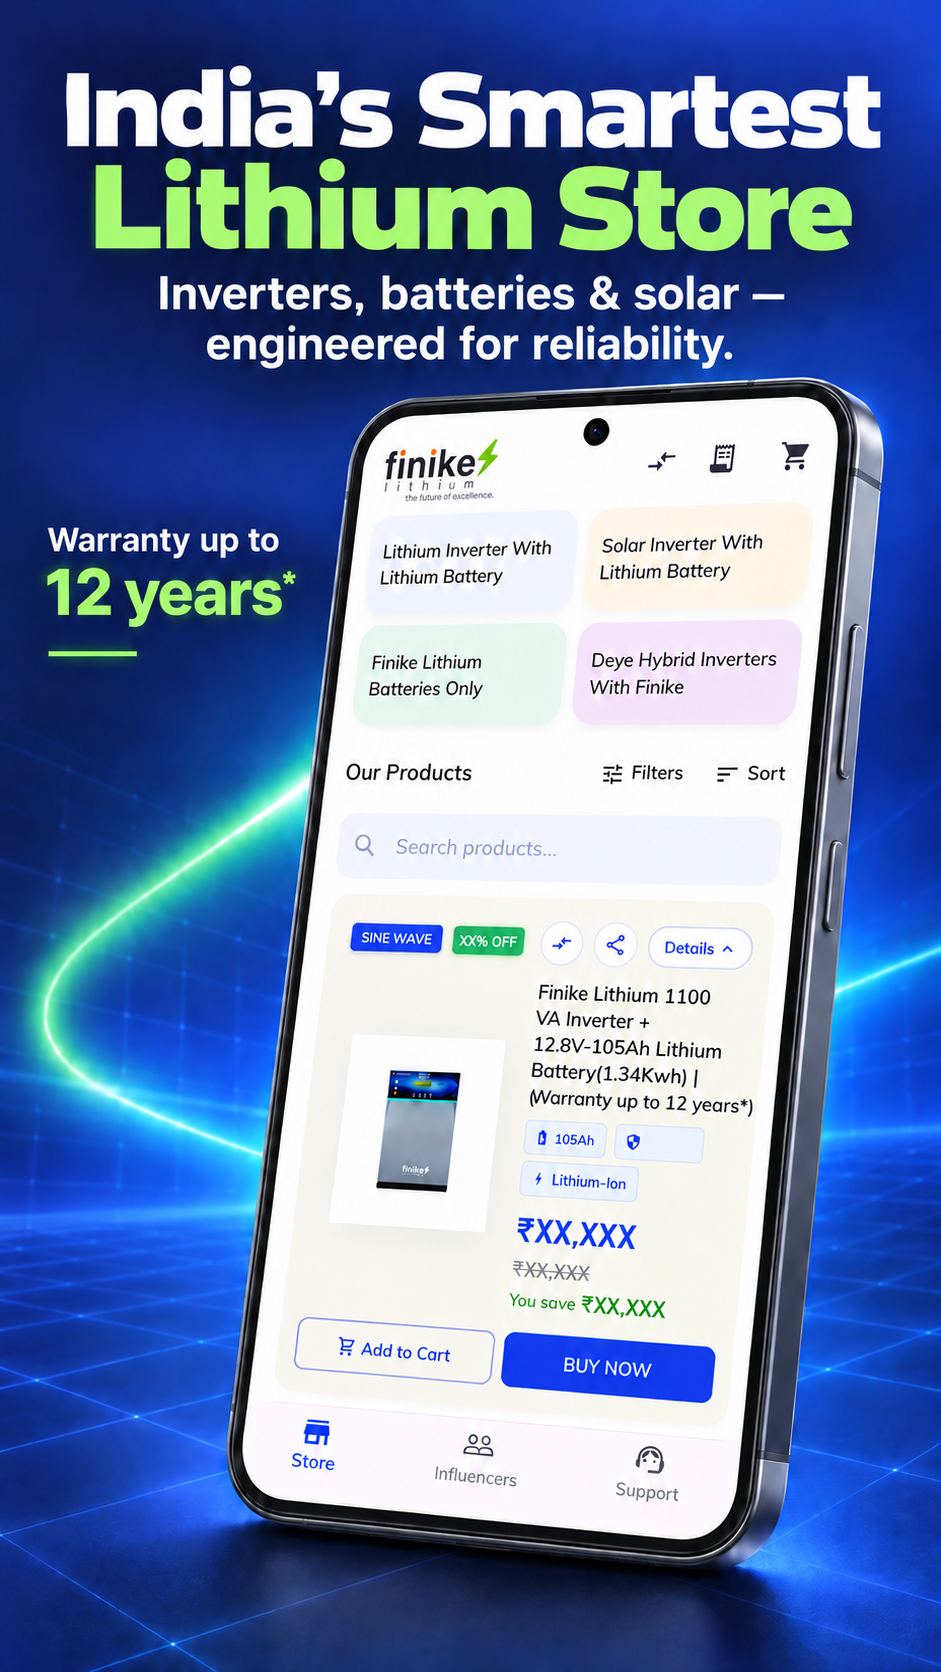 India's Smartest
Lithium Store
Inverters, batteries & solar —
engineered for reliability.
Warranty up to
12 years*
finike
lithium
the future of excellence.
Lithium Inverter With
Lithium Battery
Solar Inverter With
Lithium Battery
Finike Lithium
Batteries Only
Deye Hybrid Inverters
With Finike
Our Products
Filters
Sort
Search products...
SINE WAVE
XX% OFF
Details
Finike Lithium 1100
VA Inverter +
12.8V-105Ah Lithium
Battery(1.34Kwh) |
(Warranty up to 12 years*)
105Ah
Lithium-Ion
finike
₹XX,XXX
₹XX,XXX
You save ₹XX,XXX
Add to Cart
BUY NOW
Store
Influencers
Support